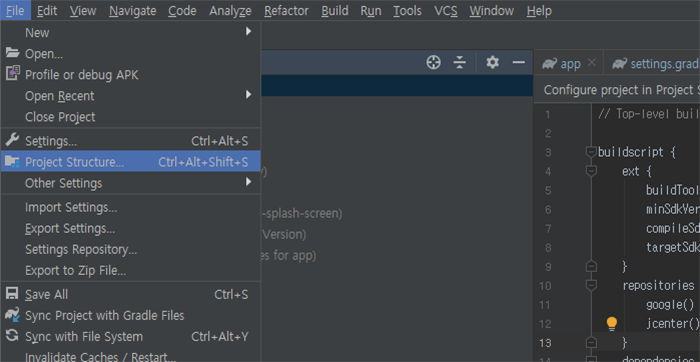 File Edit View Navigate Code Analyze Refactor Build Run Tools VCS Window Help
New
Open...
Profile or debug APK
Open Recent
Close Project
Settings... Ctrl+Alt+S
Project Structure... Ctrl+Alt+Shift+S
Other Settings
Import Settings...
Export Settings...
Settings Repository...
Export to Zip File...
Save All Ctrl+S
Sync Project with Gradle Files
Sync with File System Ctrl+Alt+Y
Invalidate Caches / Restart...
-splash-screen)
Version)
es for app)
app settings.grad
Configure project in Project S
1 // Top-level buil
2
3 buildscript {
4 ext {
5 buildTool
6 minSdkVer
7 compileSd
8 targetSdk
9 }
10 repositories
11 google()
12 jcenter()
13 }
14 dependencies